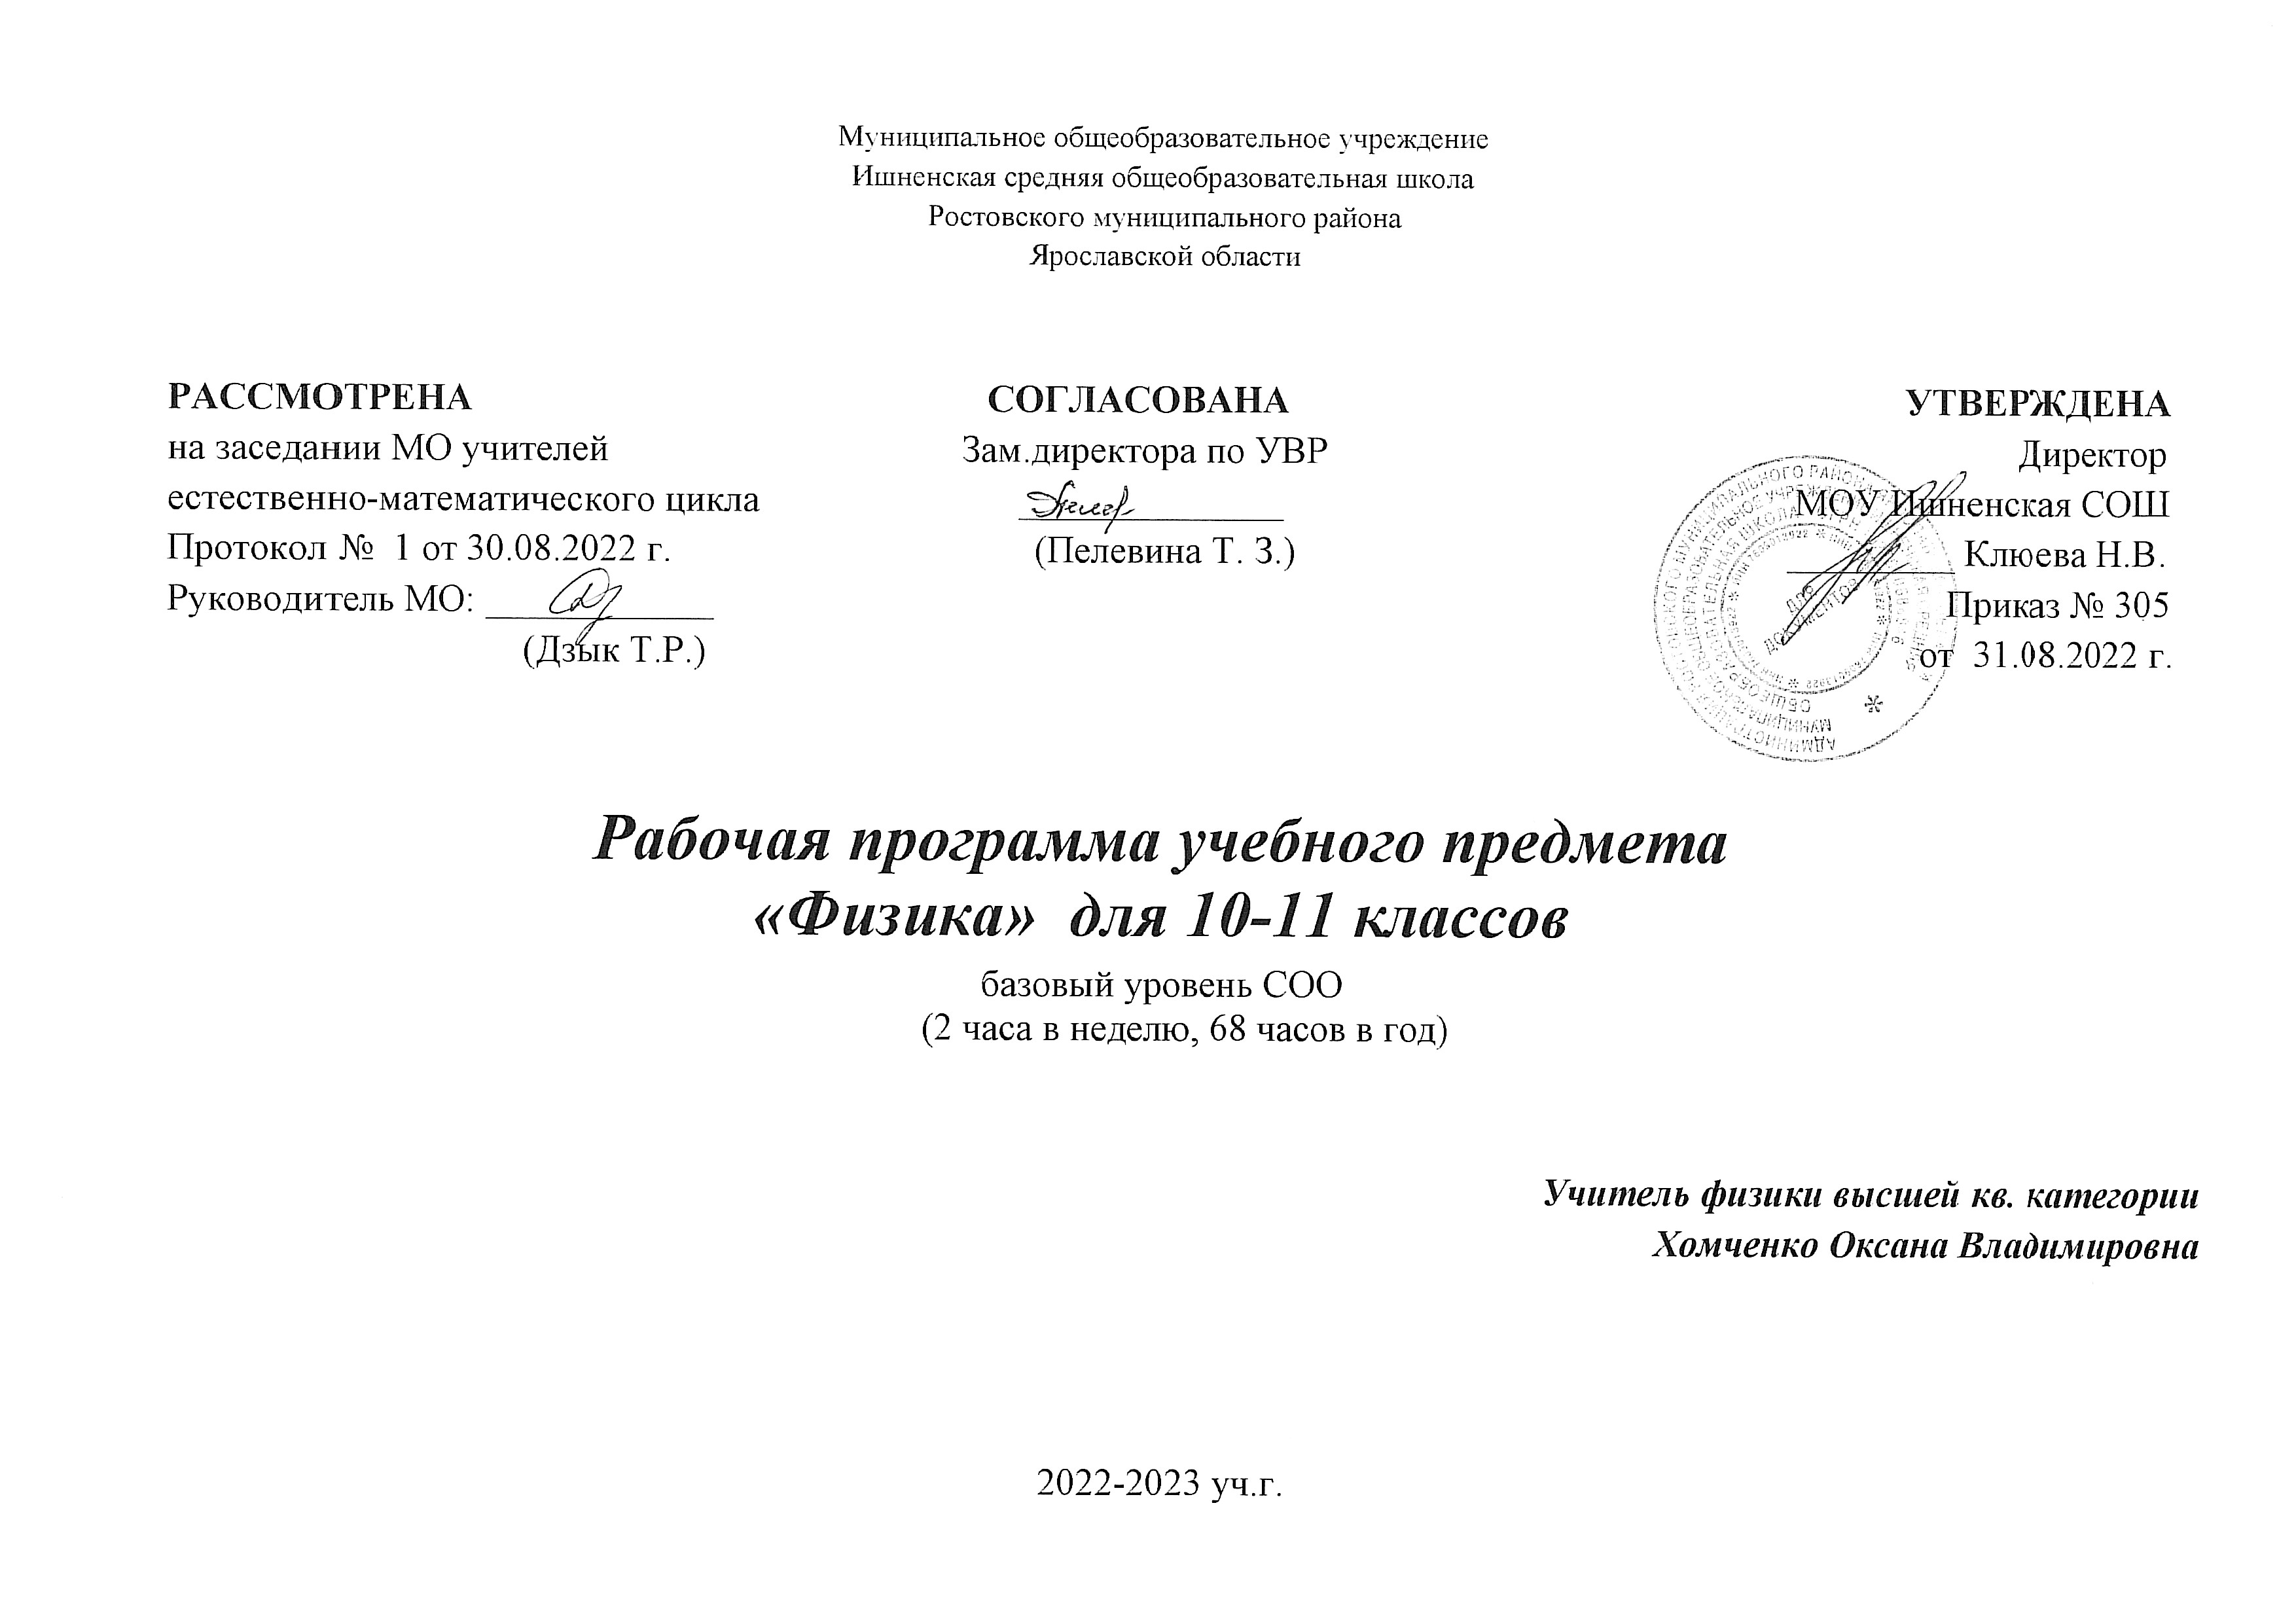 Муниципальное общеобразовательное учреждение
Ишненская средняя общеобразовательная школа
Ростовского муниципального района
Ярославской области
РАССМОТРЕНА
на заседании МО учителей
естественно-математического цикла
Протокол № 1 от 30.08.2022 г.
Руководитель МО:
(Дзык Т.Р.)
СОГЛАСОВАНА
Зам.директора по УВР
(Пелевина Т. З.)
УТВЕРЖДЕНА
Директор
МОУ Ишненская СОШ
Клюева Н.В.
Приказ № 305
от 31.08.2022 г.
ДЛЯ
ДОКУМЕНТОВ
Рабочая программа учебного предмета
«Физика» для 10-11 классов
базовый уровень СОО
(2 часа в неделю, 68 часов в год)
Учитель физики высшей кв. категории
Хомченко Оксана Владимировна
2022-2023 уч.г.